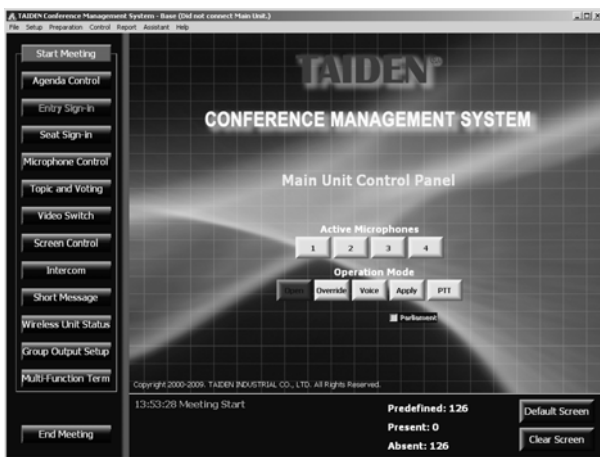 TAIDEN Conference Management System - Base (Did not connect Main Unit.)
File Setup Preparation Control Report Assistant Help
Start Meeting
Agenda Control
Entry Sign-in
Seat Sign-in
Microphone Control
Topic and Voting
Video Switch
Screen Control
Intercom
Short Message
Wireless Unit Status
Group Output Setup
Multi-Function Term
End Meeting
TAIDEN®
CONFERENCE MANAGEMENT SYSTEM
Main Unit Control Panel
Active Microphones
1 2 3 4
Operation Mode
Open Override Voice Apply PTT
Parliament
Copyright 2000-2009. TAIDEN INDUSTRIAL CO., LTD. All Rights Reserved.
13:53:28 Meeting Start
Predefined: 126
Present: 0
Absent: 126
Default Screen
Clear Screen